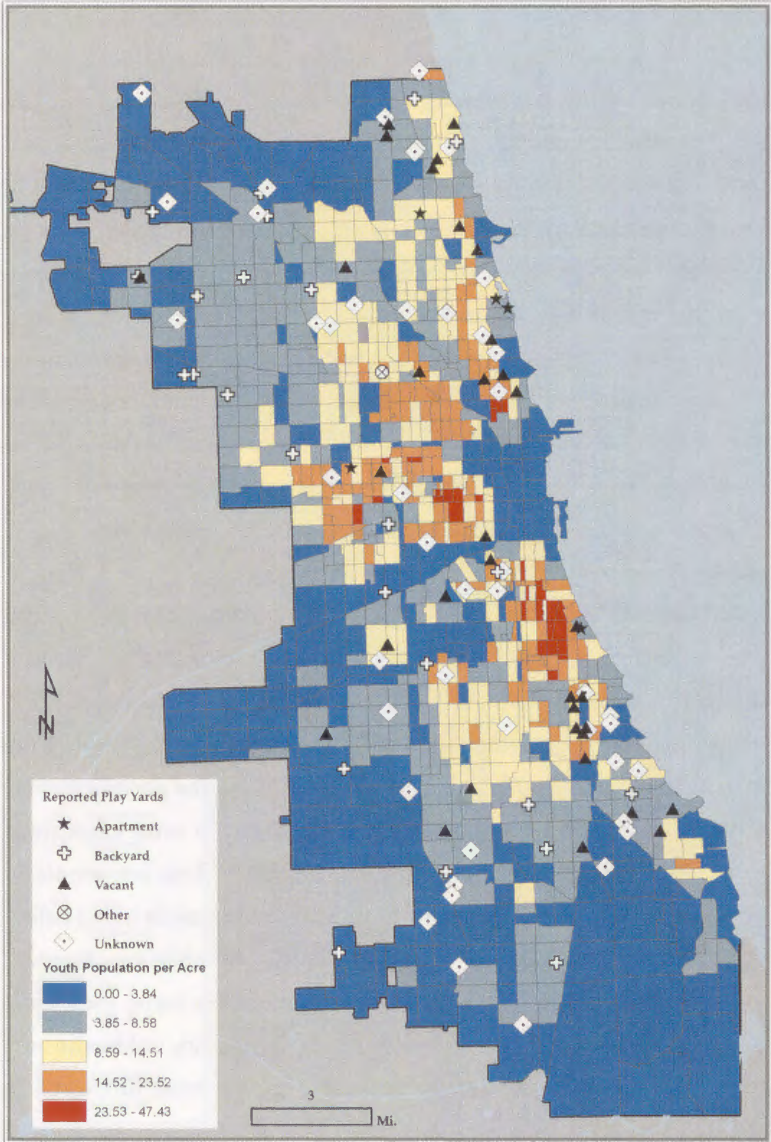 N
Reported Play Yards
Apartment
Backyard
Vacant
Other
Unknown
Youth Population per Acre
0.00 - 3.84
3.85 - 8.58
8.59 - 14.51
14.52 - 23.52
23.53 - 47.43
3
Mi.